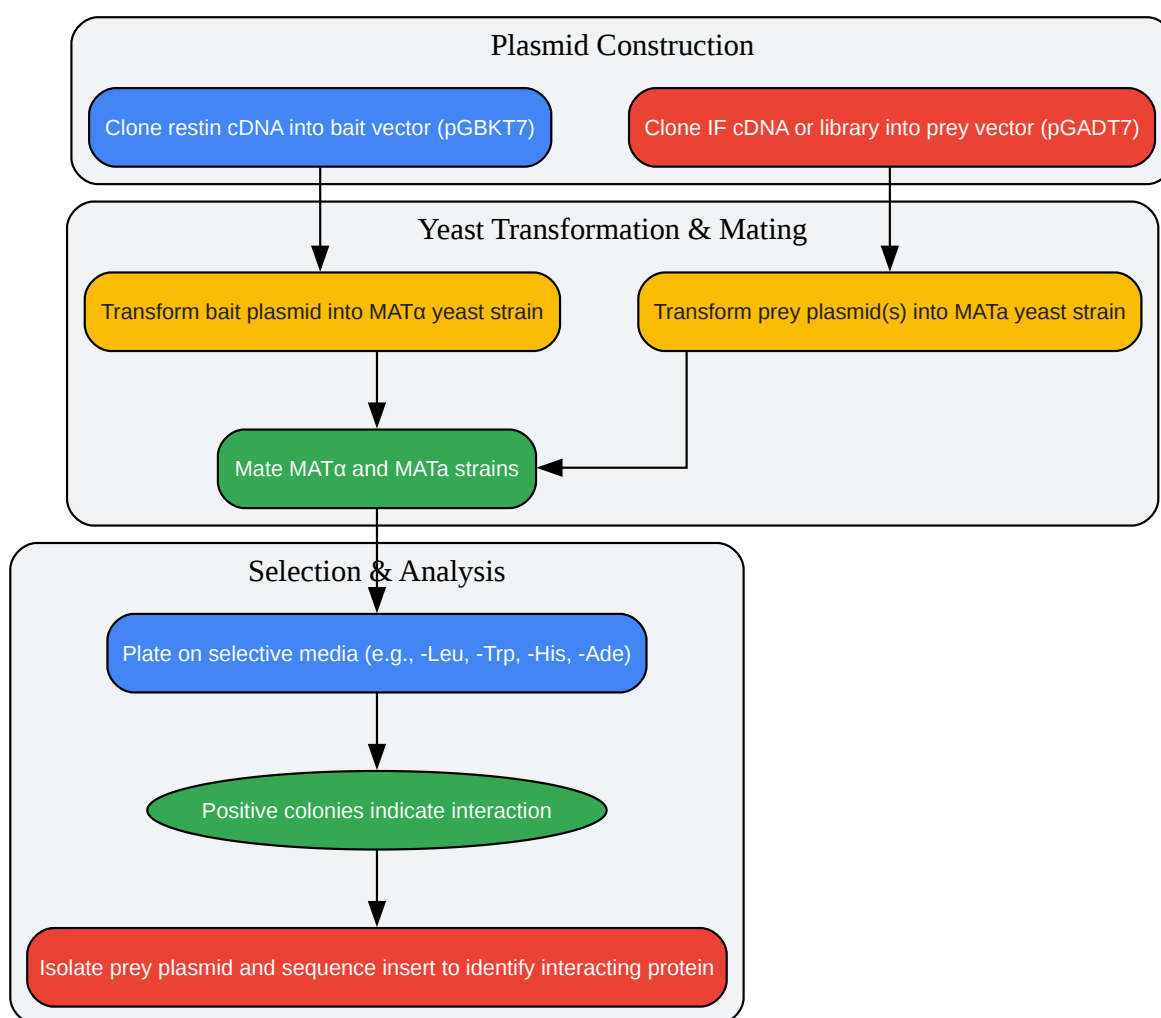 Plasmid Construction
Clone restin cDNA into bait vector (pGBKT7)
Clone IF cDNA or library into prey vector (pGADT7)
Yeast Transformation & Mating
Transform bait plasmid into MATα yeast strain
Transform prey plasmid(s) into MATa yeast strain
Mate MATα and MATa strains
Selection & Analysis
Plate on selective media (e.g., -Leu, -Trp, -His, -Ade)
Positive colonies indicate interaction
Isolate prey plasmid and sequence insert to identify interacting protein